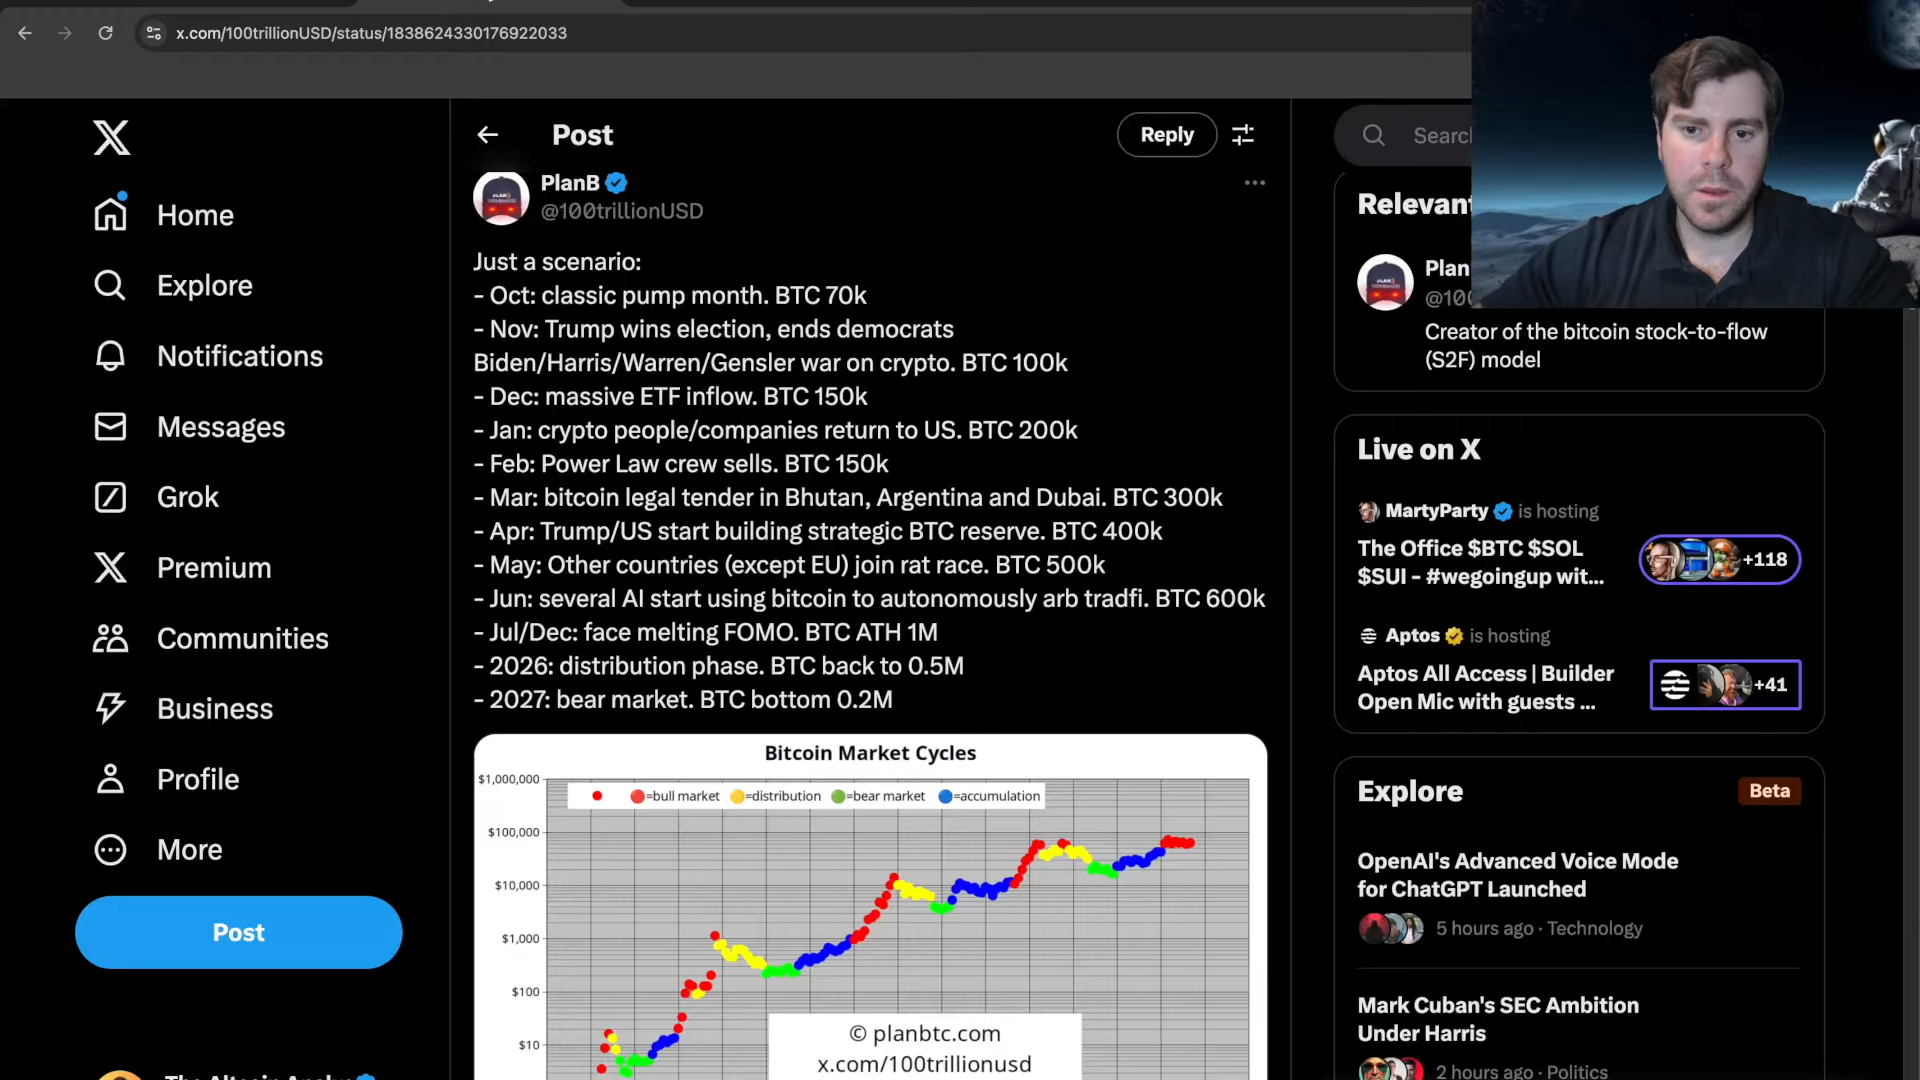 x.com/100trillionUSD/status/1838624330176922033
Home
Explore
Notifications
Messages
Grok
Premium
Communities
Business
Profile
More
Post
Post
Reply
PlanB
@100trillionUSD
Just a scenario:
- Oct: classic pump month. BTC 70k
- Nov: Trump wins election, ends democrats
Biden/Harris/Warren/Gensler war on crypto. BTC 100k
- Dec: massive ETF inflow. BTC 150k
- Jan: crypto people/companies return to US. BTC 200k
- Feb: Power Law crew sells. BTC 150k
- Mar: bitcoin legal tender in Bhutan, Argentina and Dubai. BTC 300k
- Apr: Trump/US start building strategic BTC reserve. BTC 400k
- May: Other countries (except EU) join rat race. BTC 500k
- Jun: several AI start using bitcoin to autonomously arb tradfi. BTC 600k
- Jul/Dec: face melting FOMO. BTC ATH 1M
- 2026: distribution phase. BTC back to 0.5M
- 2027: bear market. BTC bottom 0.2M
Bitcoin Market Cycles
$1,000,000
=bull market =distribution =bear market =accumulation
$100,000
$10,000
$1,000
$100
$10
© planbtc.com
x.com/100trillionusd
Searc
Relevan
Plan
@10
Creator of the bitcoin stock-to-flow
(S2F) model
Live on X
MartyParty is hosting
The Office $BTC $SOL
$SUI - #wegoingup wit...
+118
Aptos is hosting
Aptos All Access | Builder
Open Mic with guests ...
+41
Explore
Beta
OpenAI's Advanced Voice Mode
for ChatGPT Launched
5 hours ago · Technology
Mark Cuban's SEC Ambition
Under Harris
2 hours ago · Politics